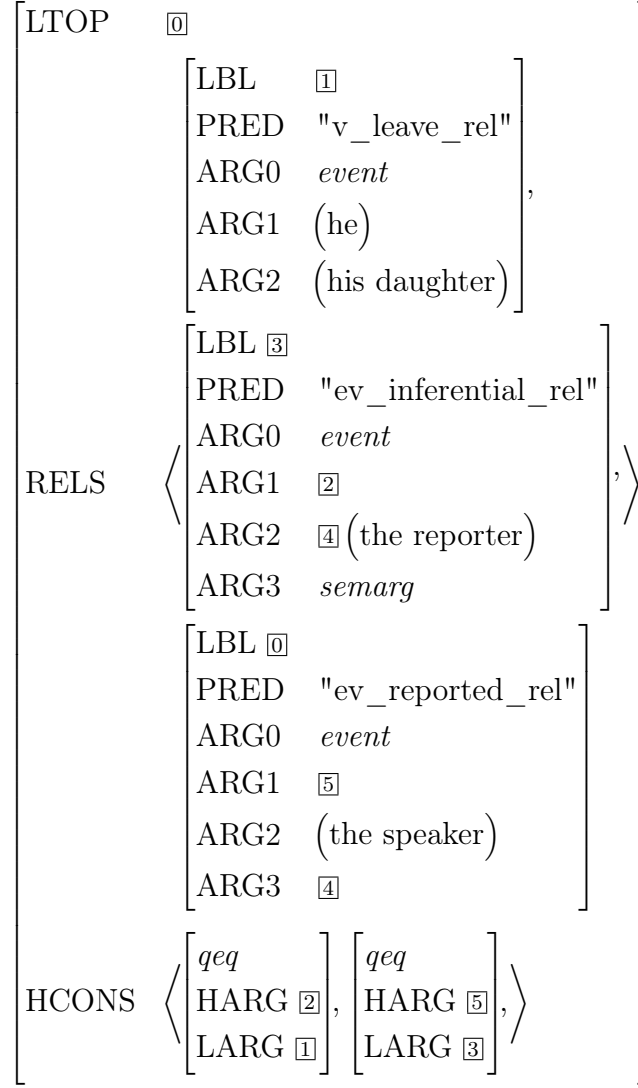 LTOP 0
LBL 1
PRED "v_leave_rel"
ARG0 event
ARG1 (he)
ARG2 (his daughter)
,
LBL 3
PRED "ev_inferential_rel"
ARG0 event
RELS ⟨ ARG1 2 , ⟩
ARG2 4 (the reporter)
ARG3 semarg
LBL 0
PRED "ev_reported_rel"
ARG0 event
ARG1 5
ARG2 (the speaker)
ARG3 4
qeq qeq
HCONS ⟨ HARG 2 , HARG 5 , ⟩
LARG 1 LARG 3